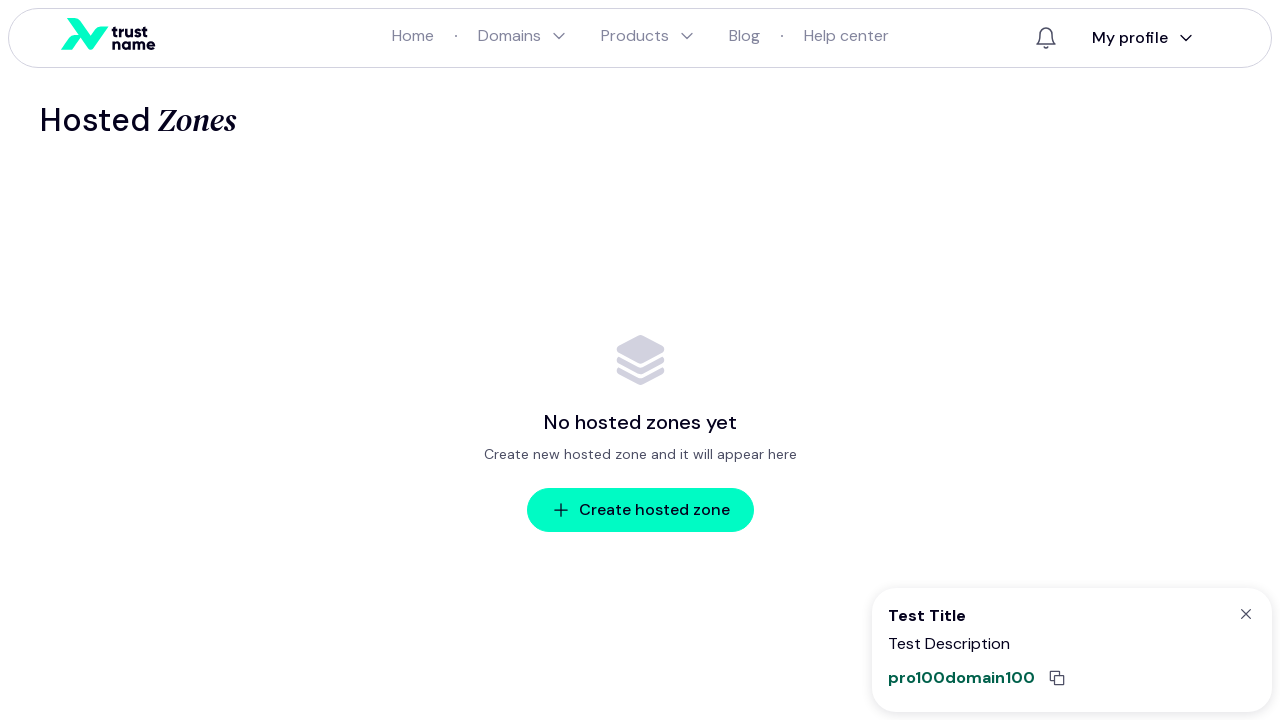 trust
name
Home · Domains Products Blog · Help center
My profile
Hosted Zones
No hosted zones yet
Create new hosted zone and it will appear here
Create hosted zone
Test Title
Test Description
pro100domain100